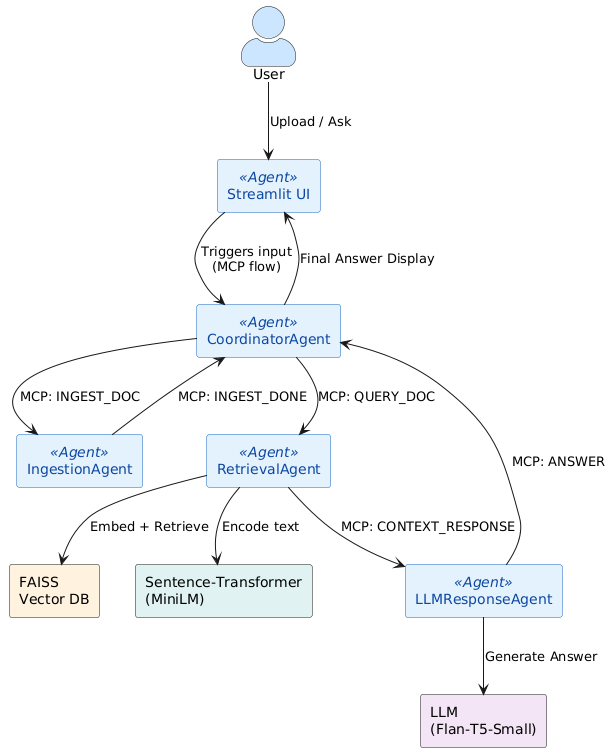 User
Upload / Ask
«Agent»
Streamlit UI
Triggers input
(MCP flow)
Final Answer Display
«Agent»
CoordinatorAgent
MCP: INGEST_DOC
MCP: INGEST_DONE
MCP: QUERY_DOC
«Agent»
IngestionAgent
«Agent»
RetrievalAgent
MCP: ANSWER
Embed + Retrieve
Encode text
MCP: CONTEXT_RESPONSE
FAISS
Vector DB
Sentence-Transformer
(MiniLM)
«Agent»
LLMResponseAgent
Generate Answer
LLM
(Flan-T5-Small)